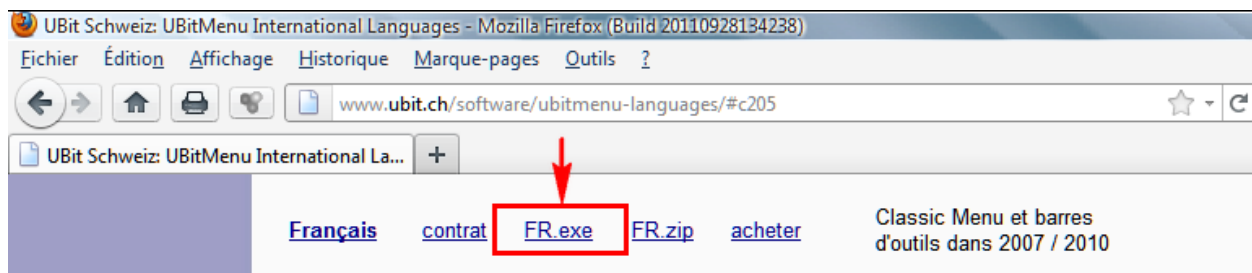 UBit Schweiz: UBitMenu International Languages - Mozilla Firefox (Build 20110928134238)
Fichier Édition Affichage Historique Marque-pages Outils ?
www.ubit.ch/software/ubitmenu-languages/#c205
UBit Schweiz: UBitMenu International La... +
Français contrat FR.exe FR.zip acheter Classic Menu et barres
d'outils dans 2007 / 2010